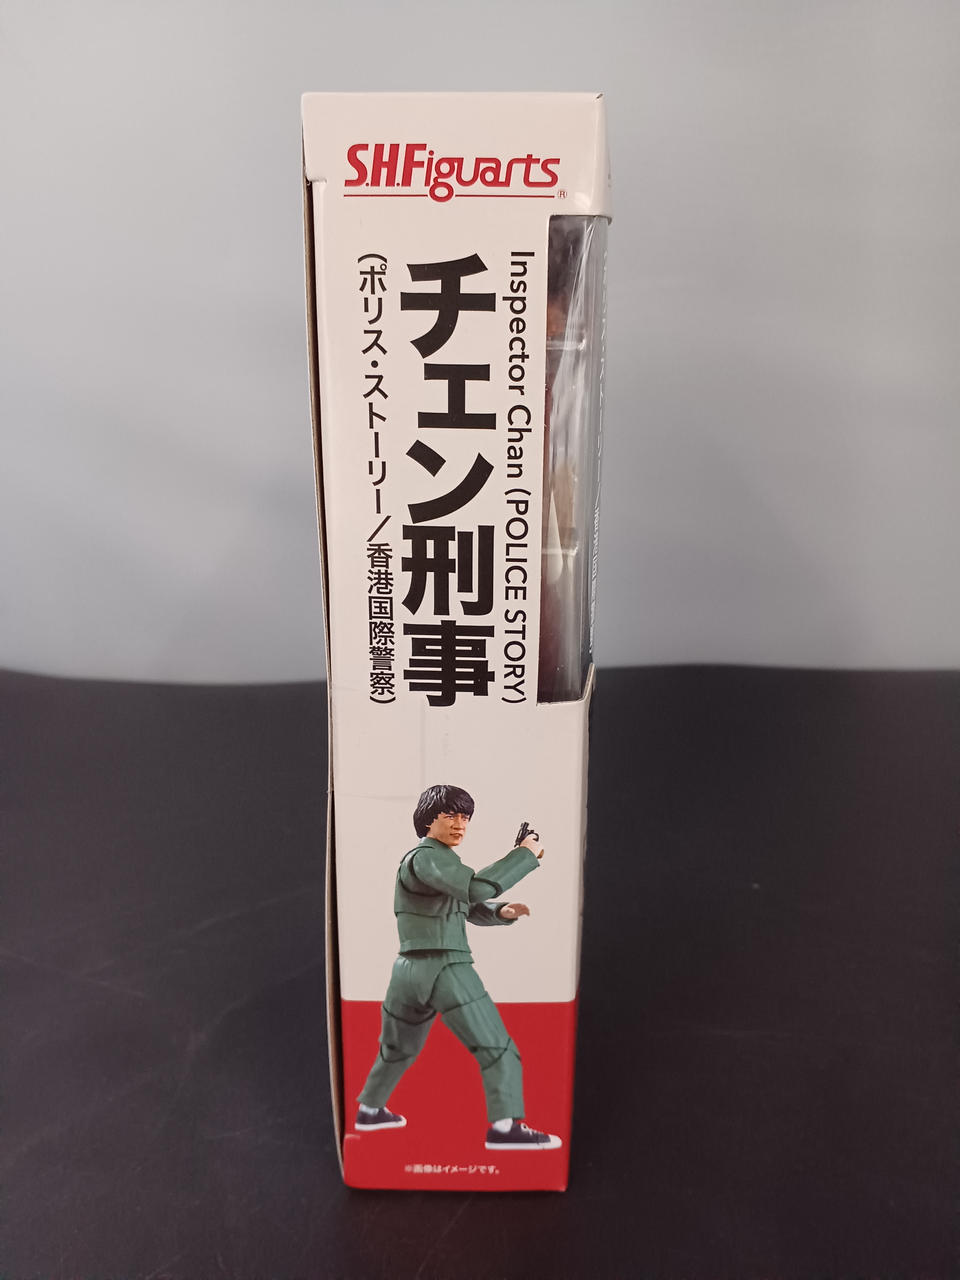 S.H.Figuarts®
Inspector Chan (POLICE STORY)
チェン刑事
(ポリス・ストーリー/香港国際警察)
※画像はイメージです。